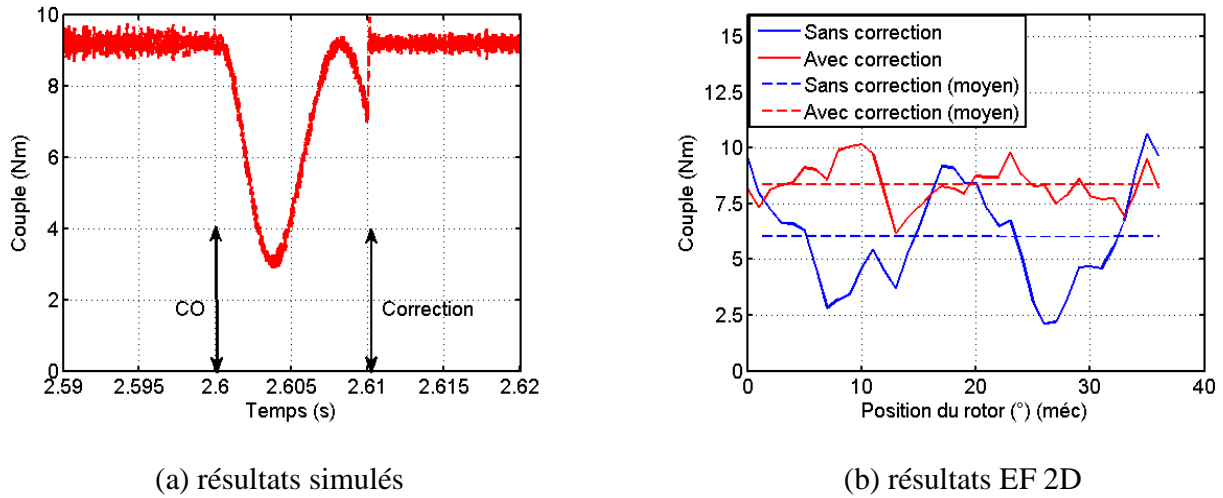 10
8
6
4
2
0
Couple (Nm)
CO
Correction
2.59
2.595
2.6
2.605
2.61
2.615
2.62
Temps (s)
(a) résultats simulés
Sans correction
Avec correction
Sans correction (moyen)
Avec correction (moyen)
15
12.5
10
7.5
5
2.5
0
Couple (Nm)
0
10
20
30
40
Position du rotor (°) (méc)
(b) résultats EF 2D